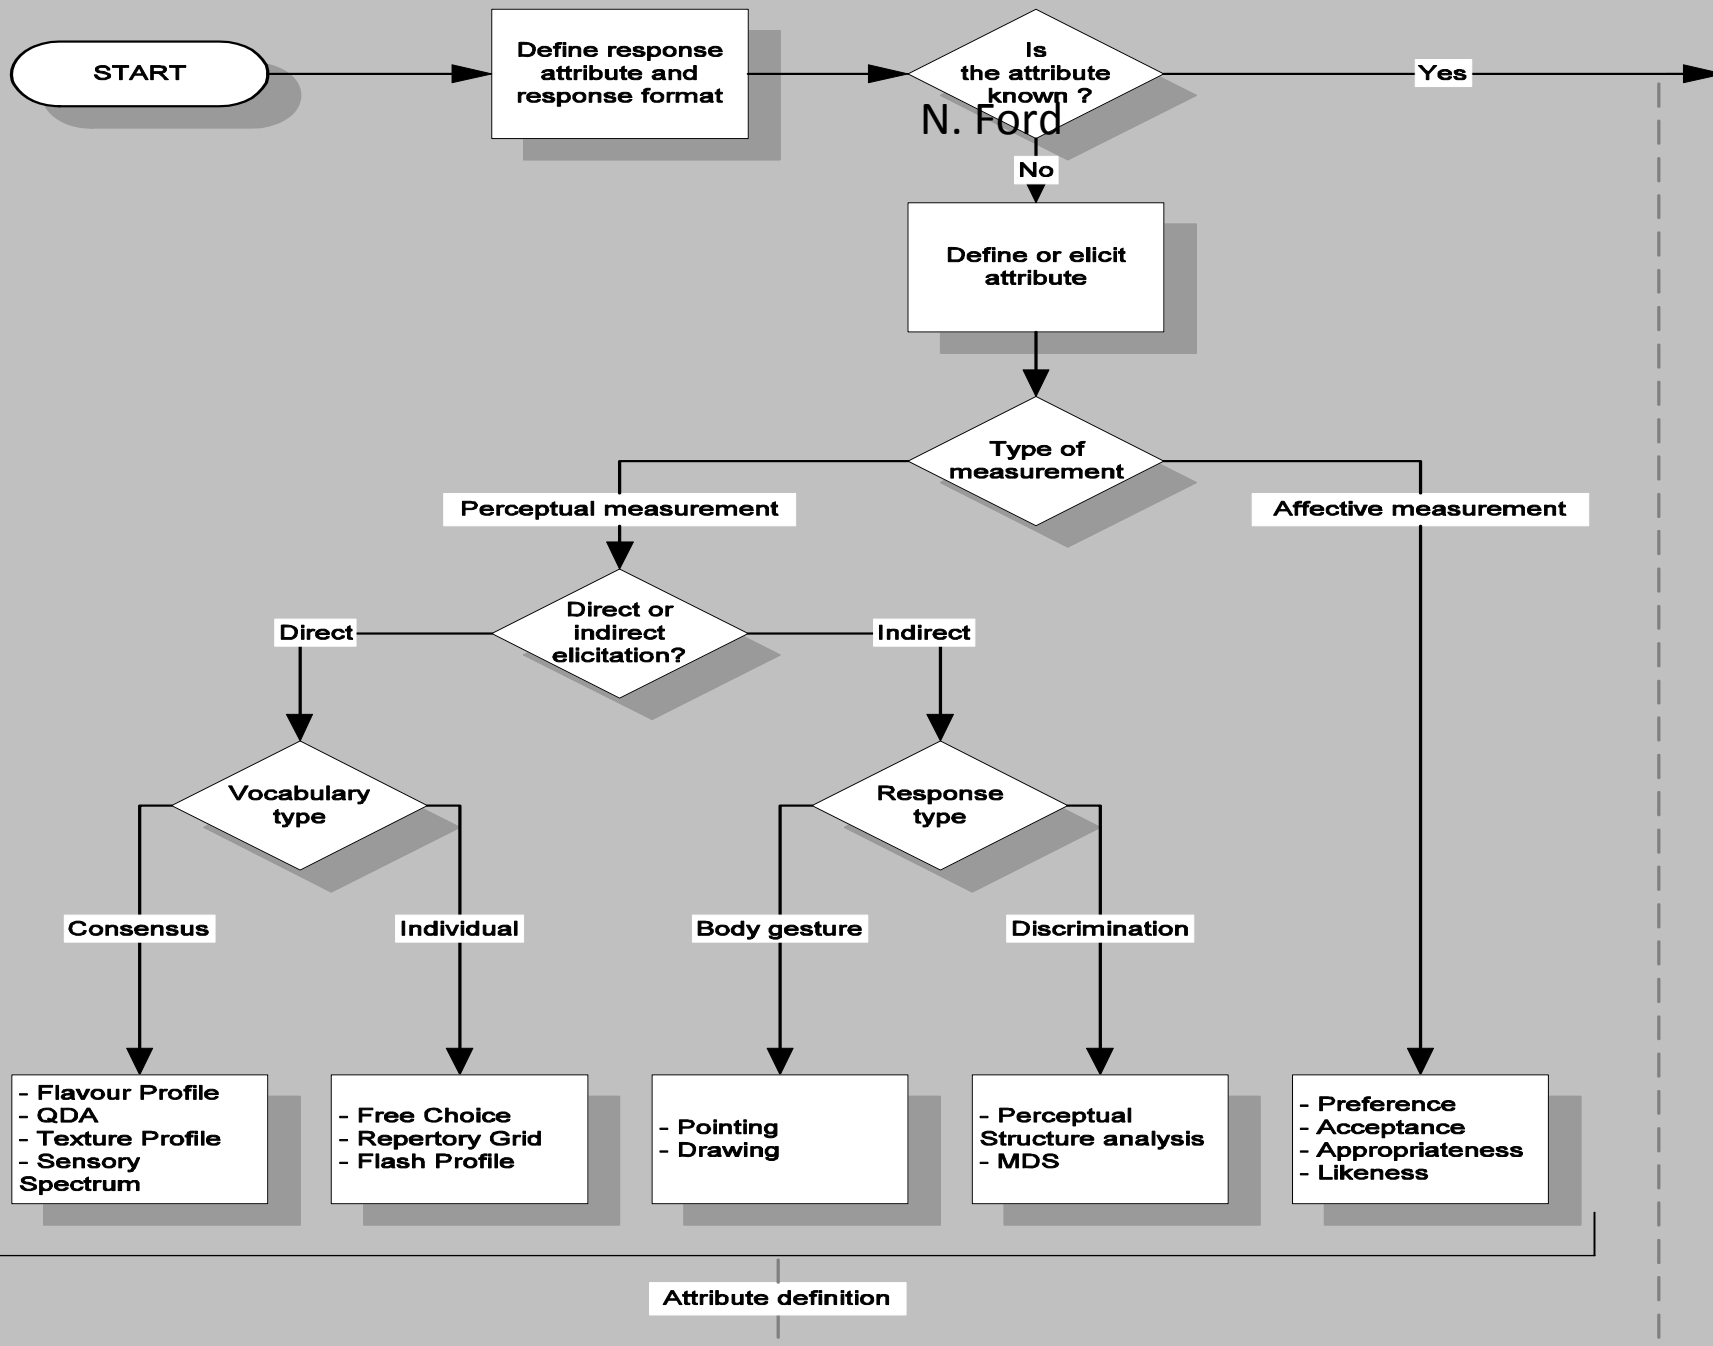 START
Define response
attribute and
response format
Is
the attribute
known ?
Yes
N. Ford
No
Define or elicit
attribute
Type of
measurement
Perceptual measurement
Affective measurement
Direct or
indirect
elicitation?
Direct
Indirect
Vocabulary
type
Response
type
Consensus
Individual
Body gesture
Discrimination
- Flavour Profile
- QDA
- Texture Profile
- Sensory
Spectrum
- Free Choice
- Repertory Grid
- Flash Profile
- Pointing
- Drawing
- Perceptual
Structure analysis
- MDS
- Preference
- Acceptance
- Appropriateness
- Likeness
Attribute definition